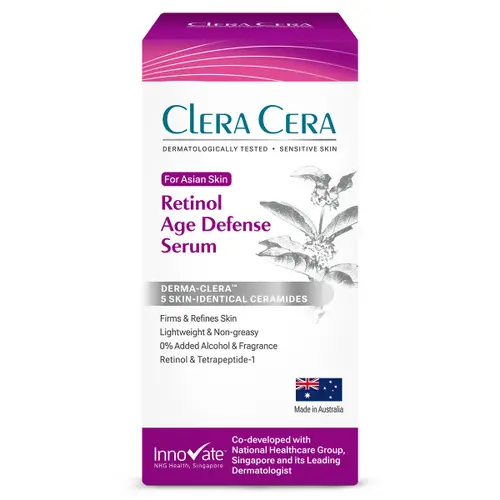 CLERA CERA
DERMATOLOGICALLY TESTED • SENSITIVE SKIN
For Asian Skin
Retinol
Age Defense
Serum
DERMA-CLERA™
5 SKIN-IDENTICAL CERAMIDES
Firms & Refines Skin
Lightweight & Non-greasy
0% Added Alcohol & Fragrance
Retinol & Tetrapeptide-1
Made in Australia
InnoVate™
NHG Health, Singapore
Co-developed with
National Healthcare Group,
Singapore and its Leading
Dermatologist